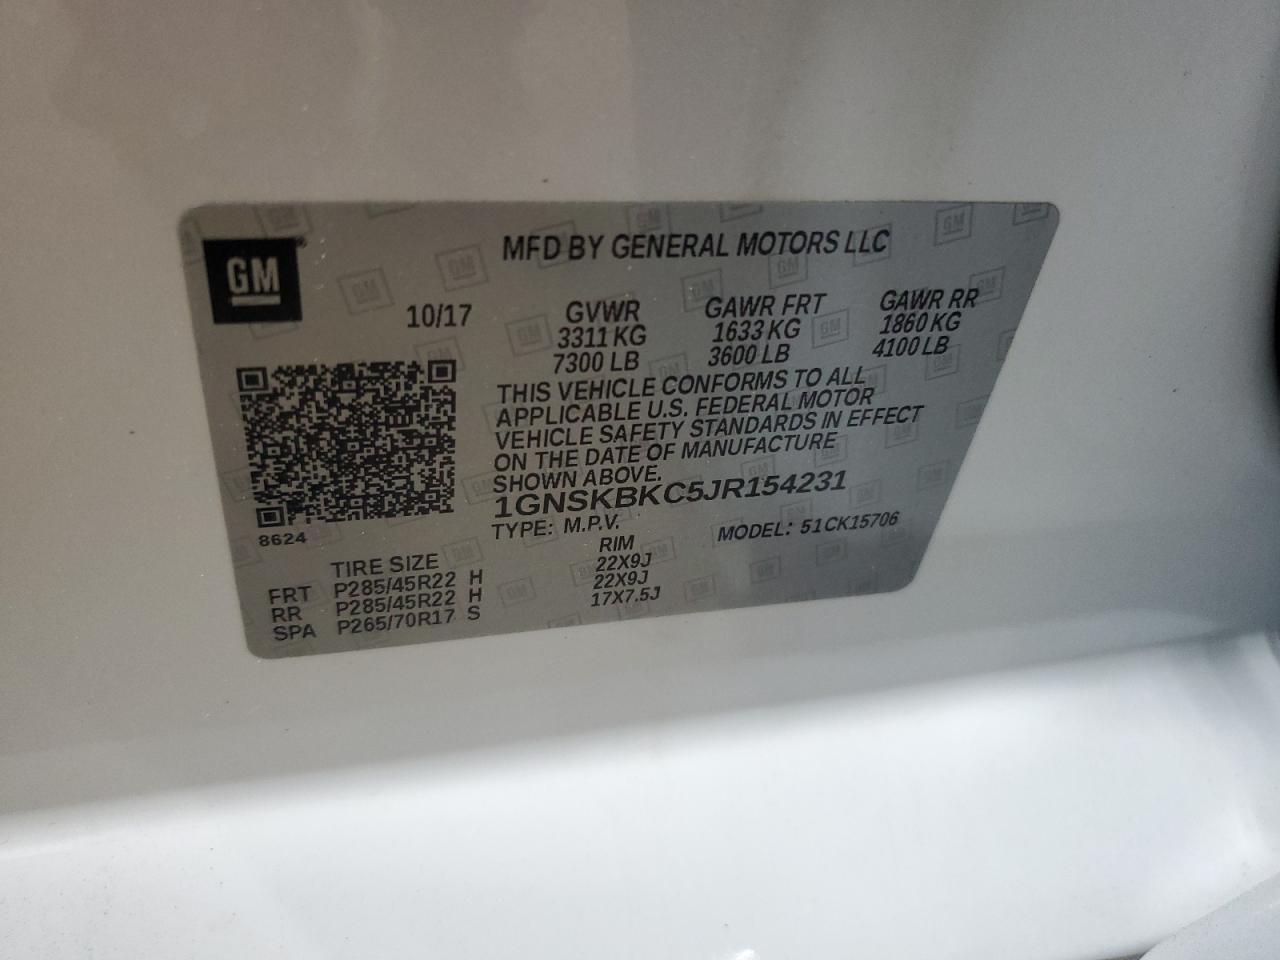 GM
MFD BY GENERAL MOTORS LLC
10/17 GVWR GAWR FRT GAWR RR
3311 KG 1633 KG 1860 KG
7300 LB 3600 LB 4100 LB
THIS VEHICLE CONFORMS TO ALL
APPLICABLE U.S. FEDERAL MOTOR
VEHICLE SAFETY STANDARDS IN EFFECT
ON THE DATE OF MANUFACTURE
SHOWN ABOVE.
1GNSKBKC5JR154231
TYPE: M.P.V. MODEL: 51CK15706
8624
TIRE SIZE RIM
FRT P285/45R22 H 22X9J
RR P285/45R22 H 22X9J
SPA P265/70R17 S 17X7.5J